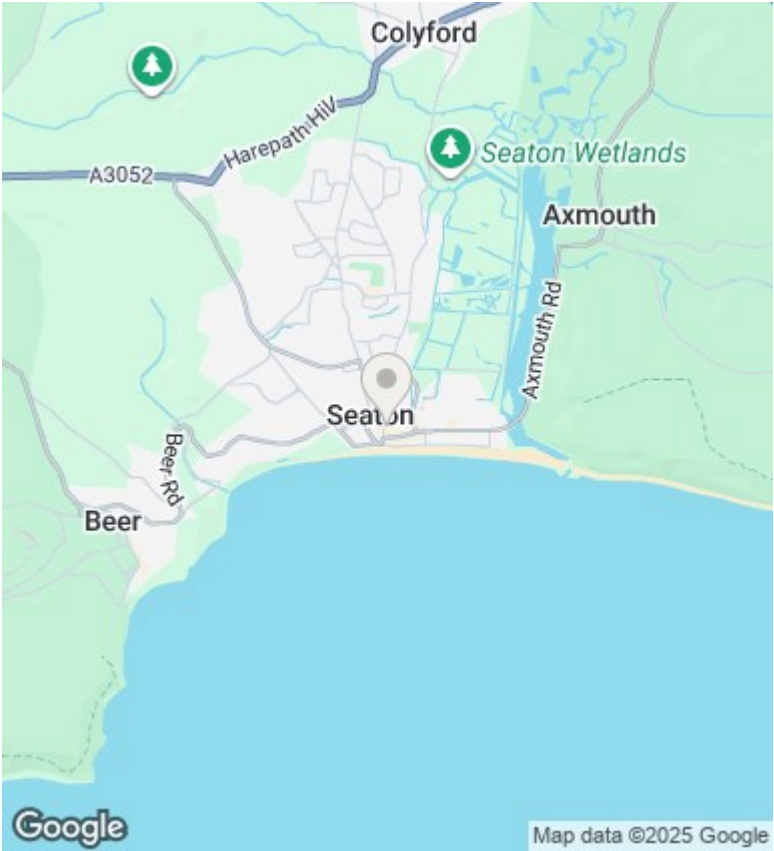 Colyford
Harepath Hill
A3052
Seaton Wetlands
Axmouth
Axmouth Rd
Seaton
Beer Rd
Beer
Google
Map data ©2025 Google